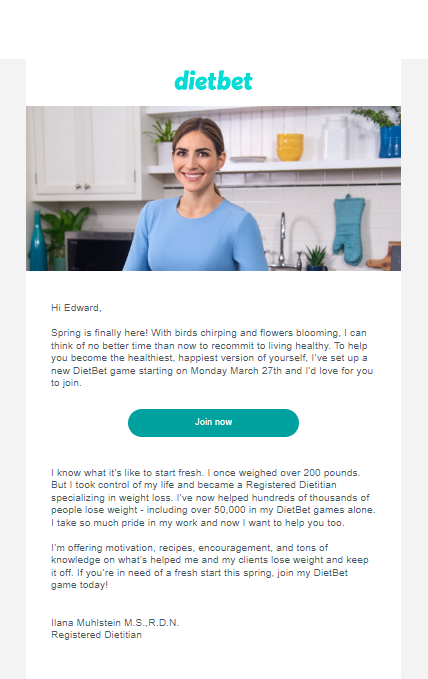 dietbet
Hi Edward,
Spring is finally here! With birds chirping and flowers blooming, I can
think of no better time than now to recommit to living healthy. To help
you become the healthiest, happiest version of yourself, I've set up a
new DietBet game starting on Monday March 27th and I'd love for you
to join.
Join now
I know what it's like to start fresh. I once weighed over 200 pounds.
But I took control of my life and became a Registered Dietitian
specializing in weight loss. I've now helped hundreds of thousands of
people lose weight - including over 50,000 in my DietBet games alone.
I take so much pride in my work and now I want to help you too.
I'm offering motivation, recipes, encouragement, and tons of
knowledge on what's helped me and my clients lose weight and keep
it off. If you're in need of a fresh start this spring, join my DietBet
game today!
Ilana Muhlstein M.S.,R.D.N.
Registered Dietitian